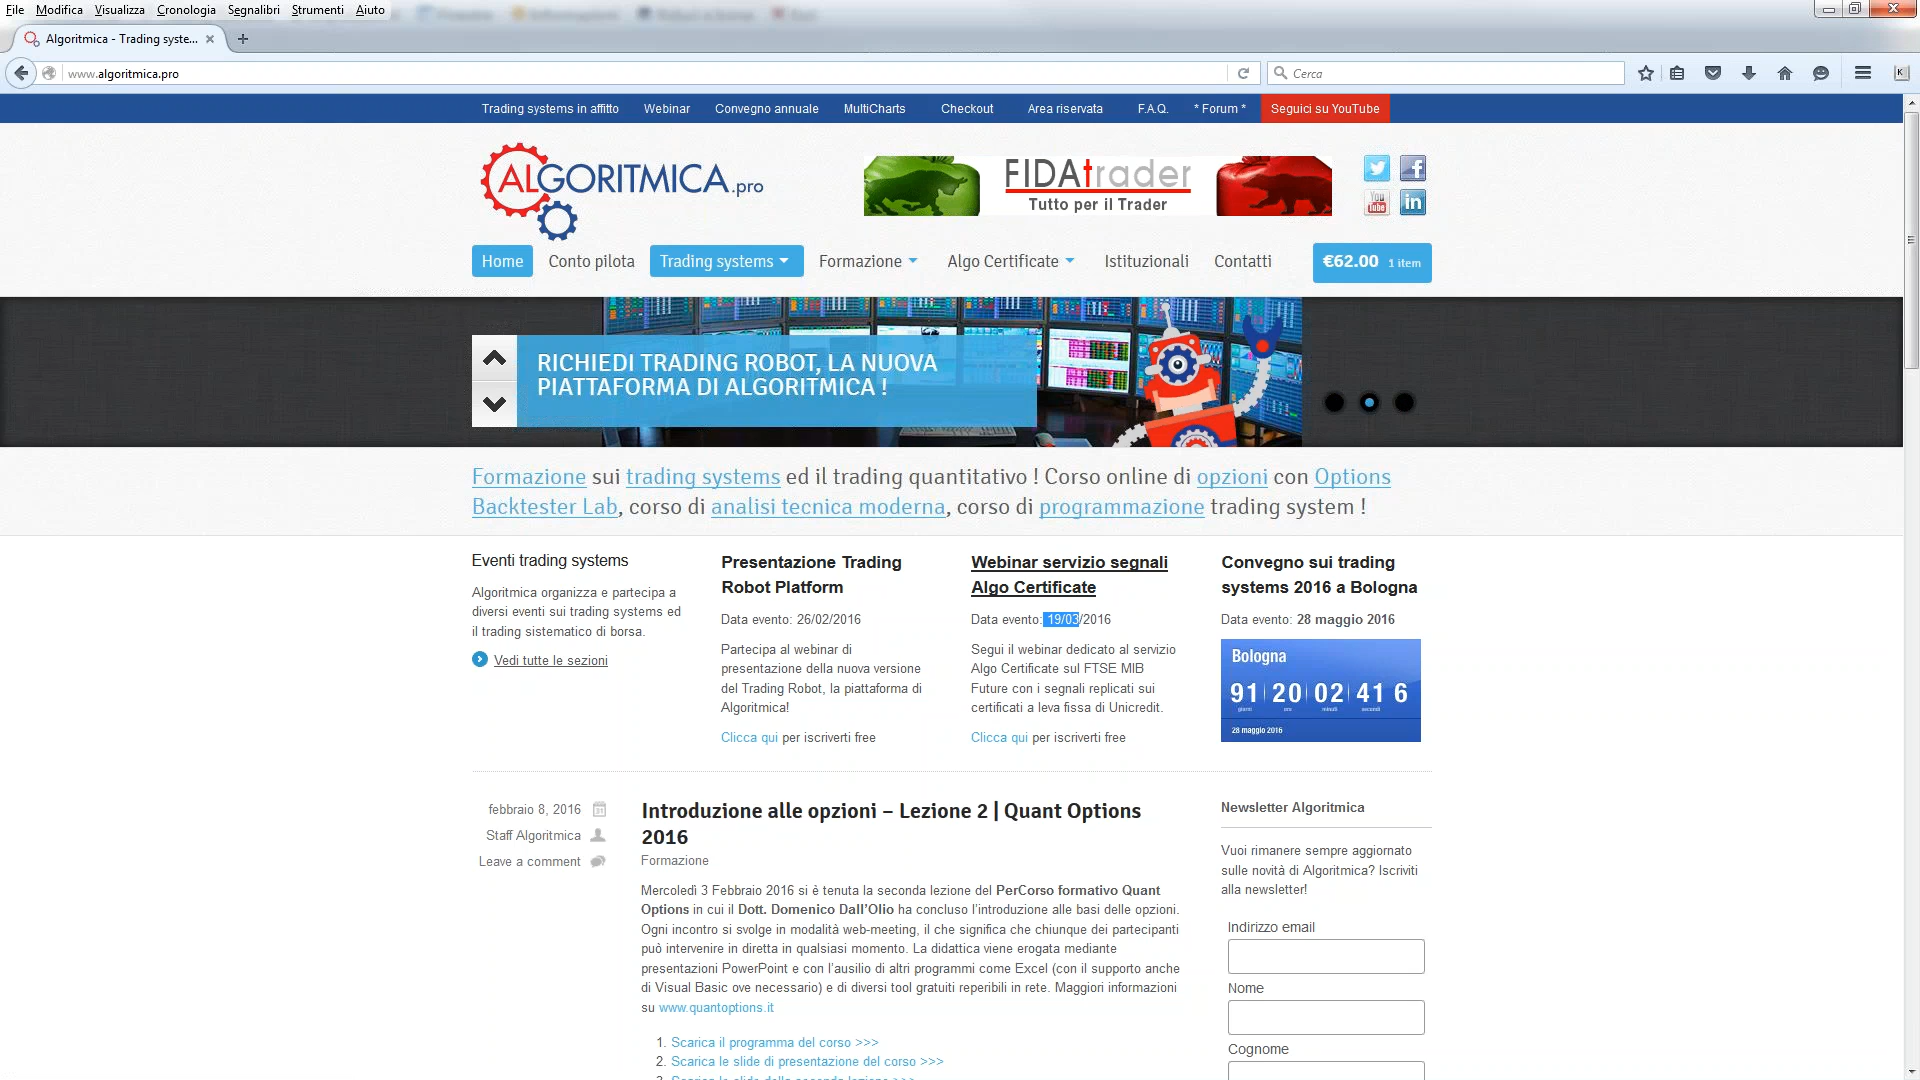 File Modifica Visualizza Cronologia Segnalibri Strumenti Aiuto
Algoritmica - Trading syste...
www.algoritmica.pro
Cerca
Trading systems in affitto Webinar Convegno annuale MultiCharts Checkout Area riservata F.A.Q. * Forum * Seguici su YouTube
ALGORITMICA.pro
FIDAtrader
Tutto per il Trader
You Tube
Home Conto pilota Trading systems Formazione Algo Certificate Istituzionali Contatti €62.00 1 item
RICHIEDI TRADING ROBOT, LA NUOVA
PIATTAFORMA DI ALGORITMICA !
Formazione sui trading systems ed il trading quantitativo ! Corso online di opzioni con Options
Backtester Lab, corso di analisi tecnica moderna, corso di programmazione trading system !
Eventi trading systems
Algoritmica organizza e partecipa a
diversi eventi sui trading systems ed
il trading sistematico di borsa.
Vedi tutte le sezioni
Presentazione Trading
Robot Platform
Data evento: 26/02/2016
Partecipa al webinar di
presentazione della nuova versione
del Trading Robot, la piattaforma di
Algoritmica!
Clicca qui per iscriverti free
Webinar servizio segnali
Algo Certificate
Data evento: 19/03/2016
Segui il webinar dedicato al servizio
Algo Certificate sul FTSE MIB
Future con i segnali replicati sui
certificati a leva fissa di Unicredit.
Clicca qui per iscriverti free
Convegno sui trading
systems 2016 a Bologna
Data evento: 28 maggio 2016
Bologna
91 20 02 41 6
giorni ore minuti secondi
28 maggio 2016
febbraio 8, 2016
Staff Algoritmica
Leave a comment
Introduzione alle opzioni – Lezione 2 | Quant Options
2016
Formazione
Mercoledì 3 Febbraio 2016 si è tenuta la seconda lezione del PerCorso formativo Quant
Options in cui il Dott. Domenico Dall'Olio ha concluso l'introduzione alle basi delle opzioni.
Ogni incontro si svolge in modalità web-meeting, il che significa che chiunque dei partecipanti
può intervenire in diretta in qualsiasi momento. La didattica viene erogata mediante
presentazioni PowerPoint e con l'ausilio di altri programmi come Excel (con il supporto anche
di Visual Basic ove necessario) e di diversi tool gratuiti reperibili in rete. Maggiori informazioni
su www.quantoptions.it
1. Scarica il programma del corso >>>
2. Scarica le slide di presentazione del corso >>>
3. Scarica le slide della seconda lezione >>>
Newsletter Algoritmica
Vuoi rimanere sempre aggiornato
sulle novità di Algoritmica? Iscriviti
alla newsletter!
Indirizzo email
Nome
Cognome